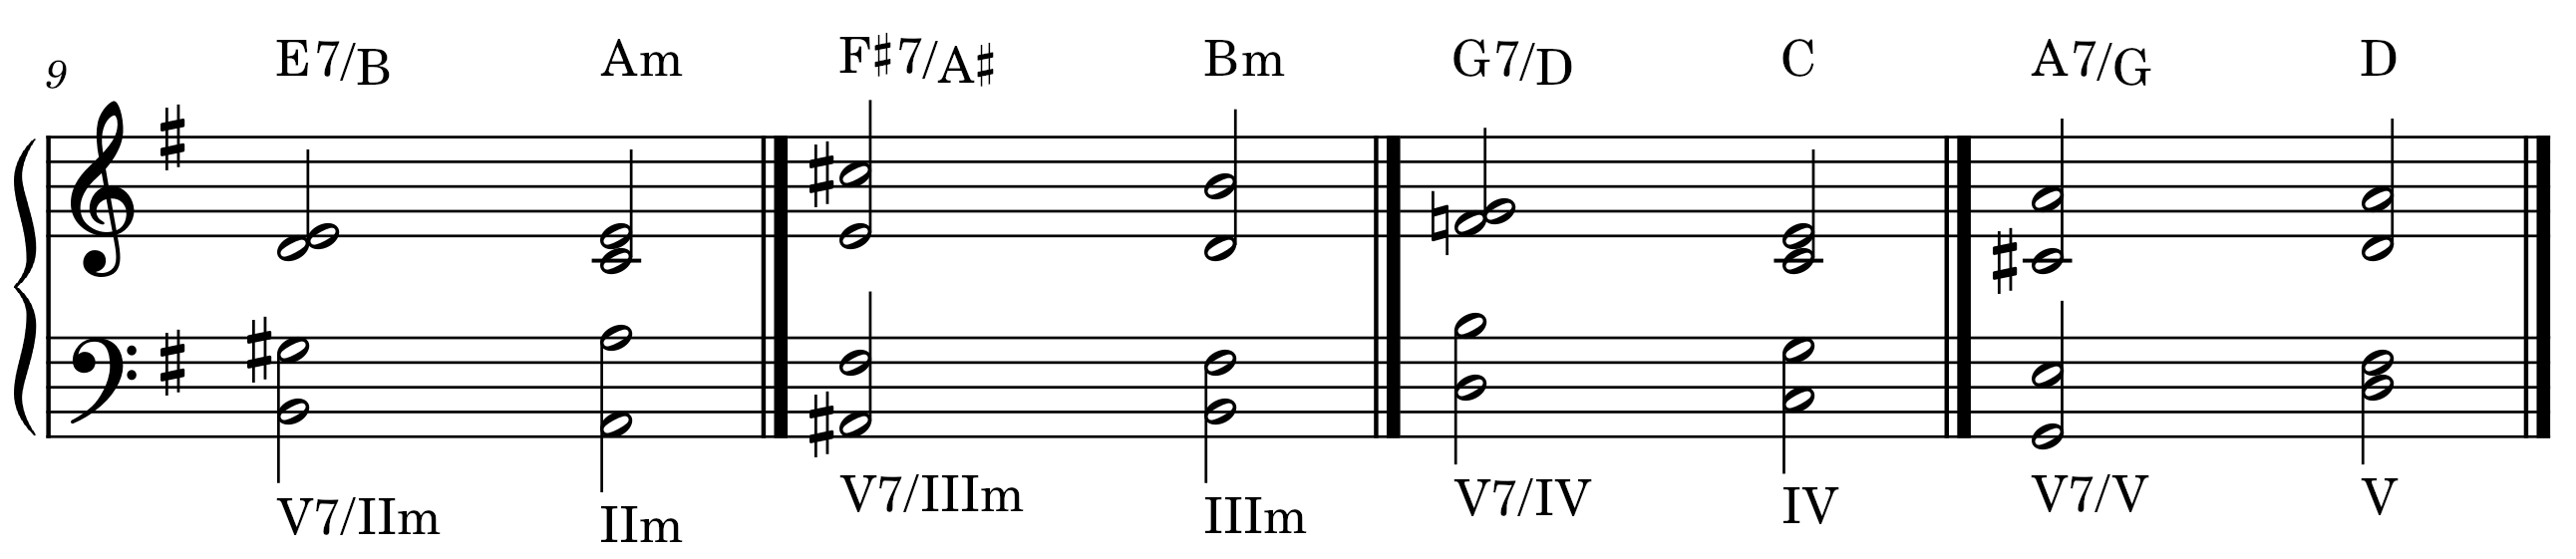 9 E7/B Am F♯7/A♯ Bm G7/D C A7/G D
V7/IIm IIm V7/IIIm IIIm V7/IV IV V7/V V